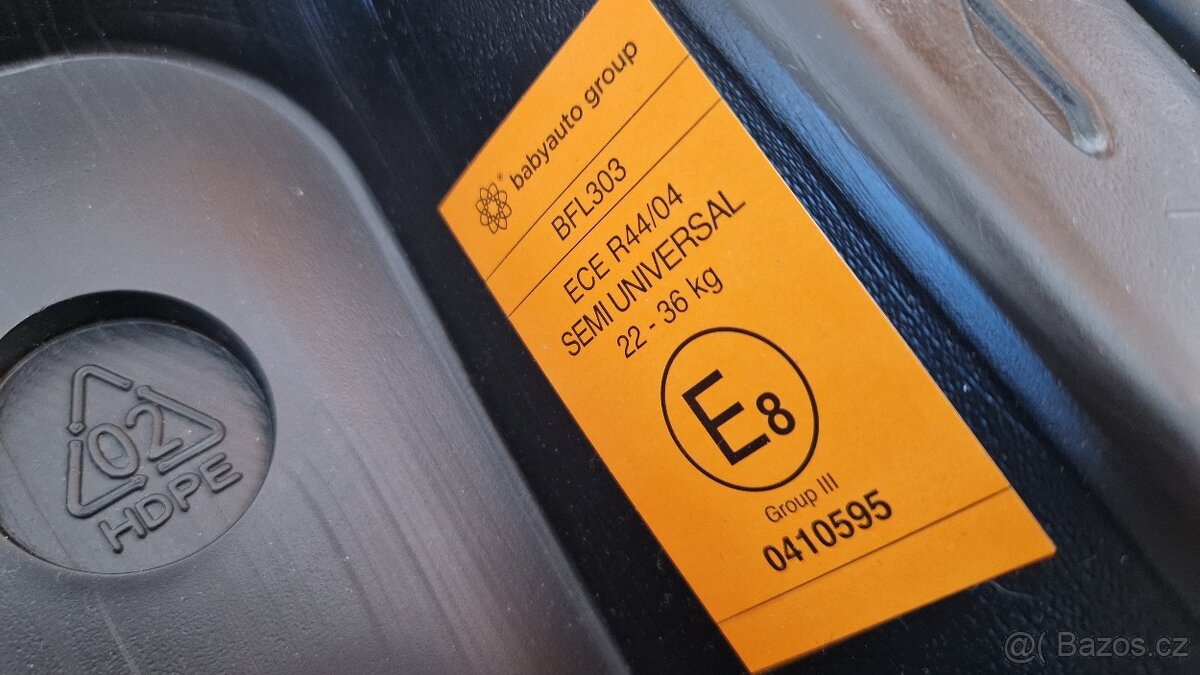 babyauto group
®
BFL303
ECE R44/04
SEMI UNIVERSAL
22 - 36 kg
E8
Group III
0410595
02
HDPE
@( Bazos.cz